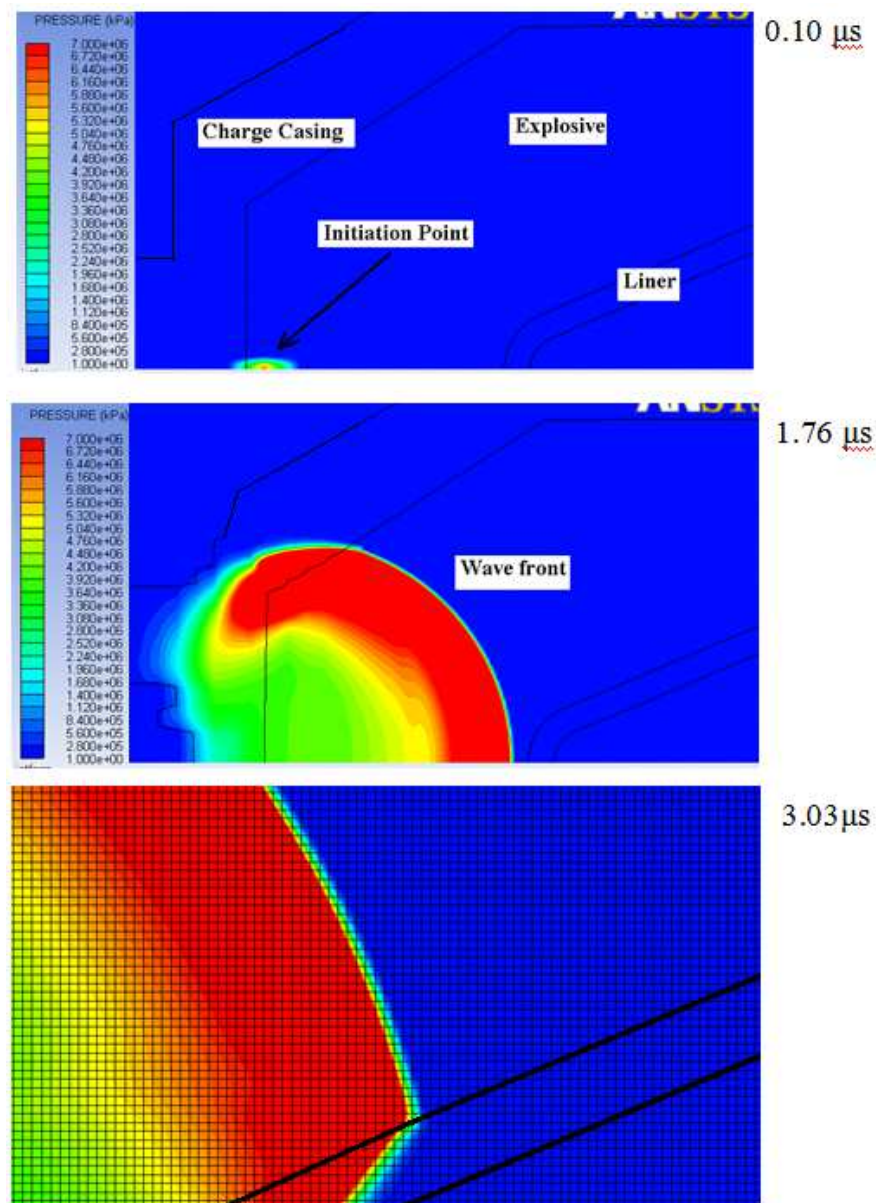 ANSYS
PRESSURE (kPa)
7.000e+06
6.720e+06
6.440e+06
6.160e+06
5.880e+06
5.600e+06
5.320e+06
5.040e+06
4.760e+06
4.480e+06
4.200e+06
3.920e+06
3.640e+06
3.360e+06
3.080e+06
2.800e+06
2.520e+06
2.240e+06
1.960e+06
1.680e+06
1.400e+06
1.120e+06
8.400e+05
5.600e+05
2.800e+05
1.000e+00
0.10 μs
Charge Casing
Explosive
Initiation Point
Liner
ANSYS
PRESSURE (kPa)
7.000e+06
6.720e+06
6.440e+06
6.160e+06
5.880e+06
5.600e+06
5.320e+06
5.040e+06
4.760e+06
4.480e+06
4.200e+06
3.920e+06
3.640e+06
3.360e+06
3.080e+06
2.800e+06
2.520e+06
2.240e+06
1.960e+06
1.680e+06
1.400e+06
1.120e+06
8.400e+05
5.600e+05
2.800e+05
1.000e+00
1.76 μs
Wave front
3.03μs